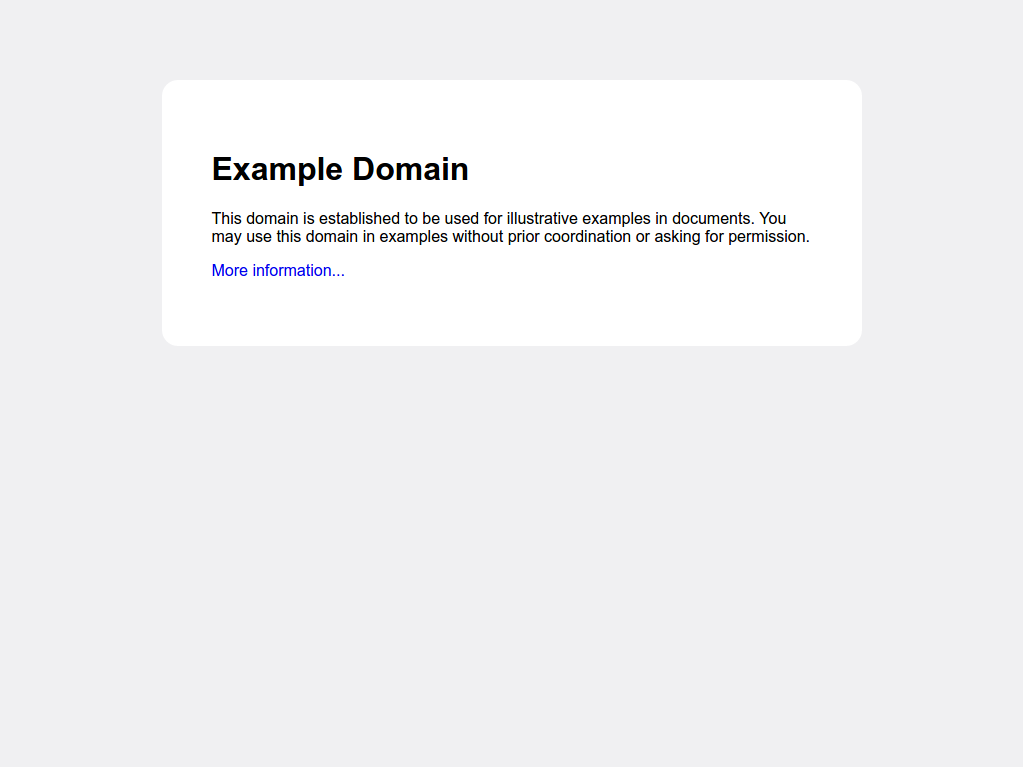 Example Domain
This domain is established to be used for illustrative examples in documents. You
may use this domain in examples without prior coordination or asking for permission.
More information...